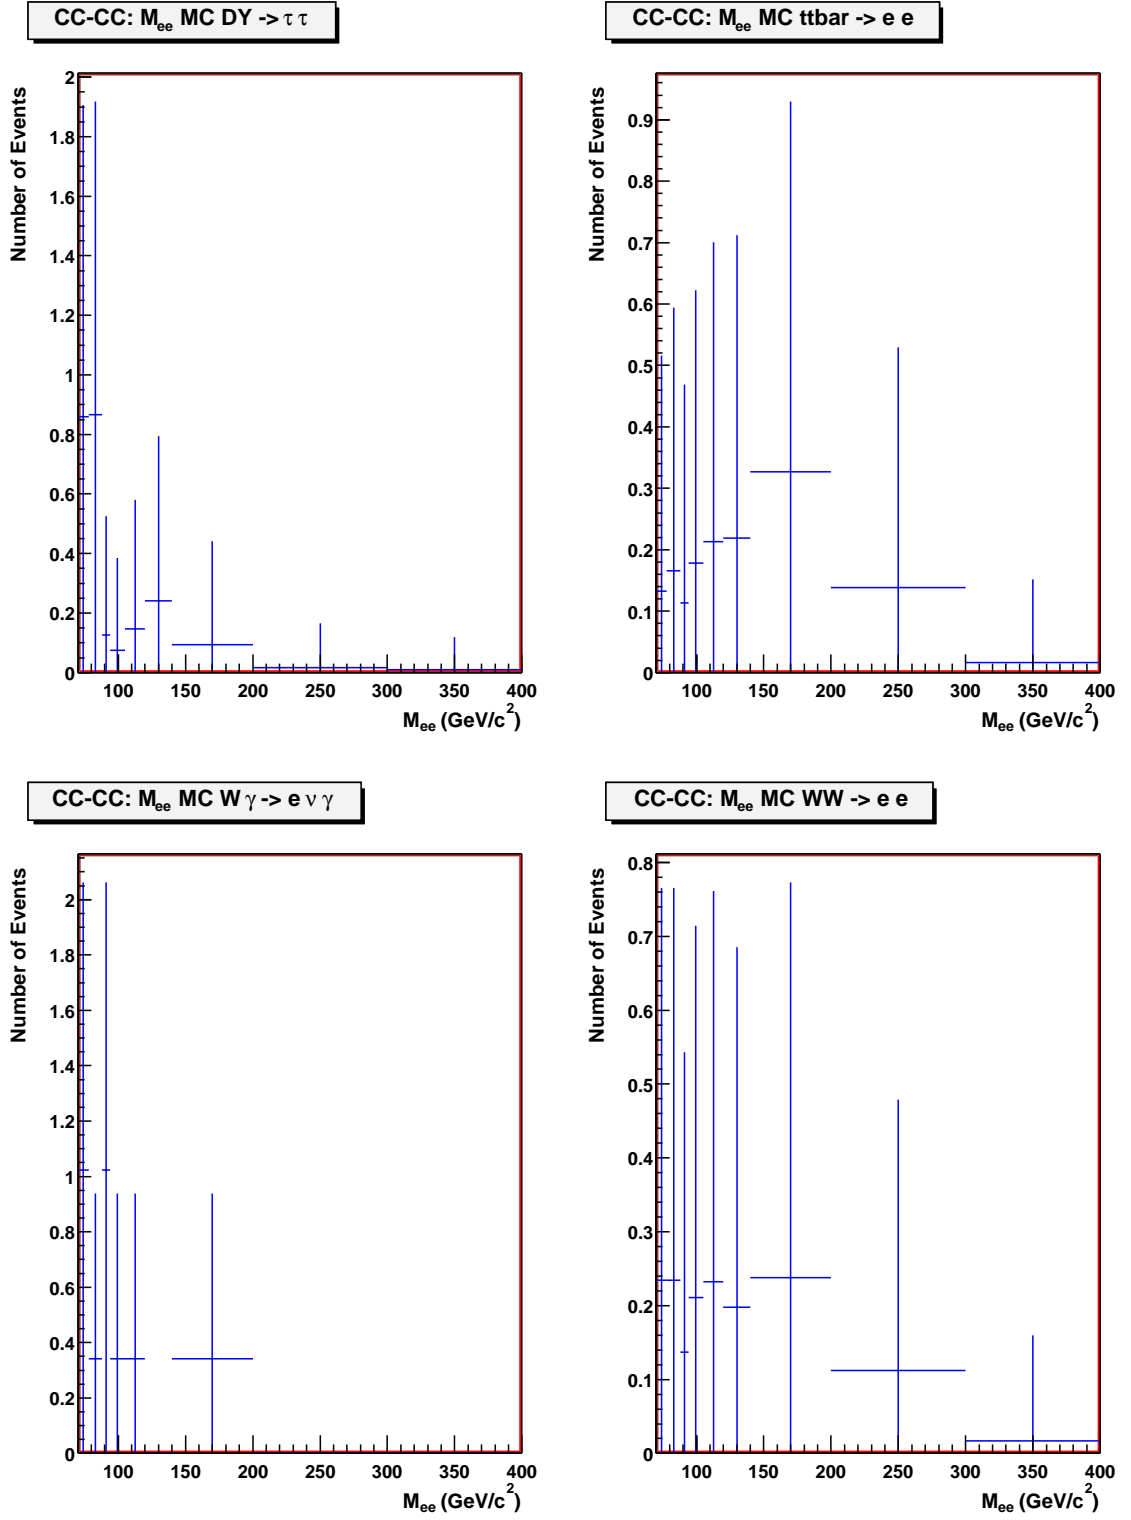 CC-CC: Mee MC DY -> τ τ
Number of Events
2
1.8
1.6
1.4
1.2
1
0.8
0.6
0.4
0.2
0
100 150 200 250 300 350 400
Mee (GeV/c2)
CC-CC: Mee MC ttbar -> e e
Number of Events
0.9
0.8
0.7
0.6
0.5
0.4
0.3
0.2
0.1
0
100 150 200 250 300 350 400
Mee (GeV/c2)
CC-CC: Mee MC W γ -> e ν γ
Number of Events
2
1.8
1.6
1.4
1.2
1
0.8
0.6
0.4
0.2
0
100 150 200 250 300 350 400
Mee (GeV/c2)
CC-CC: Mee MC WW -> e e
Number of Events
0.8
0.7
0.6
0.5
0.4
0.3
0.2
0.1
0
100 150 200 250 300 350 400
Mee (GeV/c2)